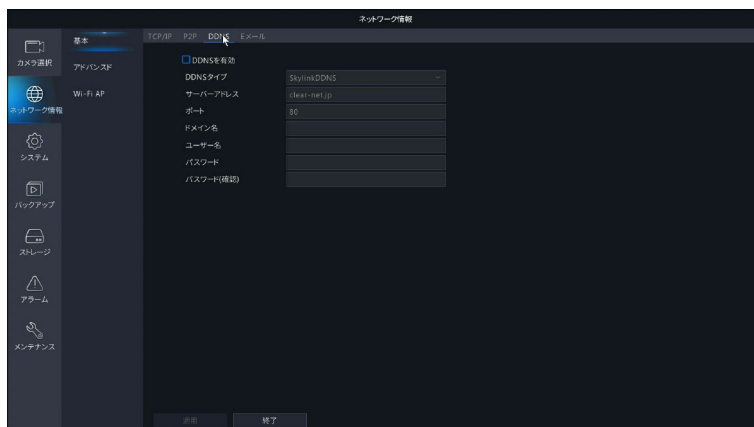 ネットワーク情報
カメラ選択
ネットワーク情報
システム
バックアップ
ストレージ
アラーム
メンテナンス
基本
アドバンスド
Wi-Fi AP
TCP/IP P2P DDNS Eメール
DDNSを有効
DDNSタイプ SkylinkDDNS
サーバーアドレス clear-net.jp
ポート 80
ドメイン名
ユーザー名
パスワード
パスワード(確認)
適用 終了